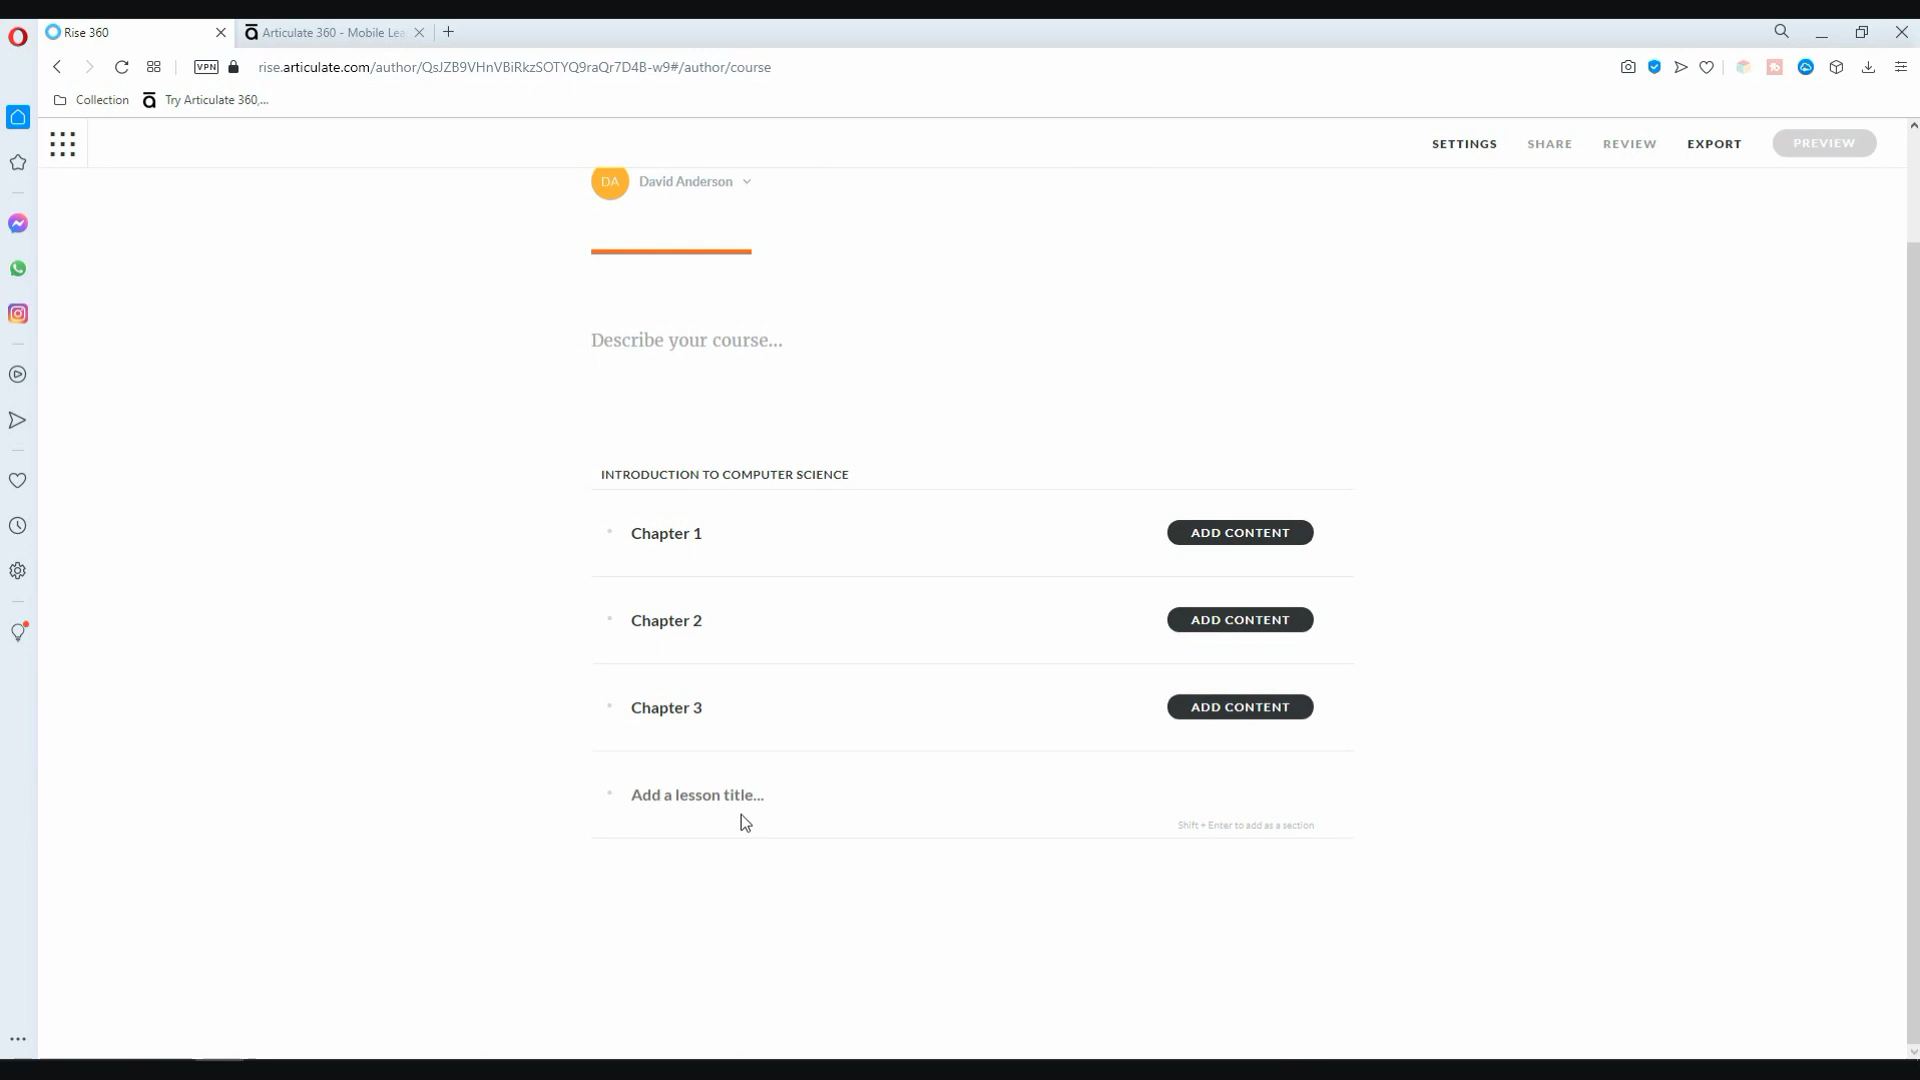 Rise 360
Articulate 360 - Mobile Lea
VPN
rise.articulate.com/author/QsJZB9VHnVBiRkzSOTYQ9raQr7D4B-w9#/author/course
Collection
Try Articulate 360,...
SETTINGS
SHARE
REVIEW
EXPORT
PREVIEW
DA
David Anderson
Describe your course...
INTRODUCTION TO COMPUTER SCIENCE
Chapter 1
ADD CONTENT
Chapter 2
ADD CONTENT
Chapter 3
ADD CONTENT
Add a lesson title...
Shift + Enter to add as a section